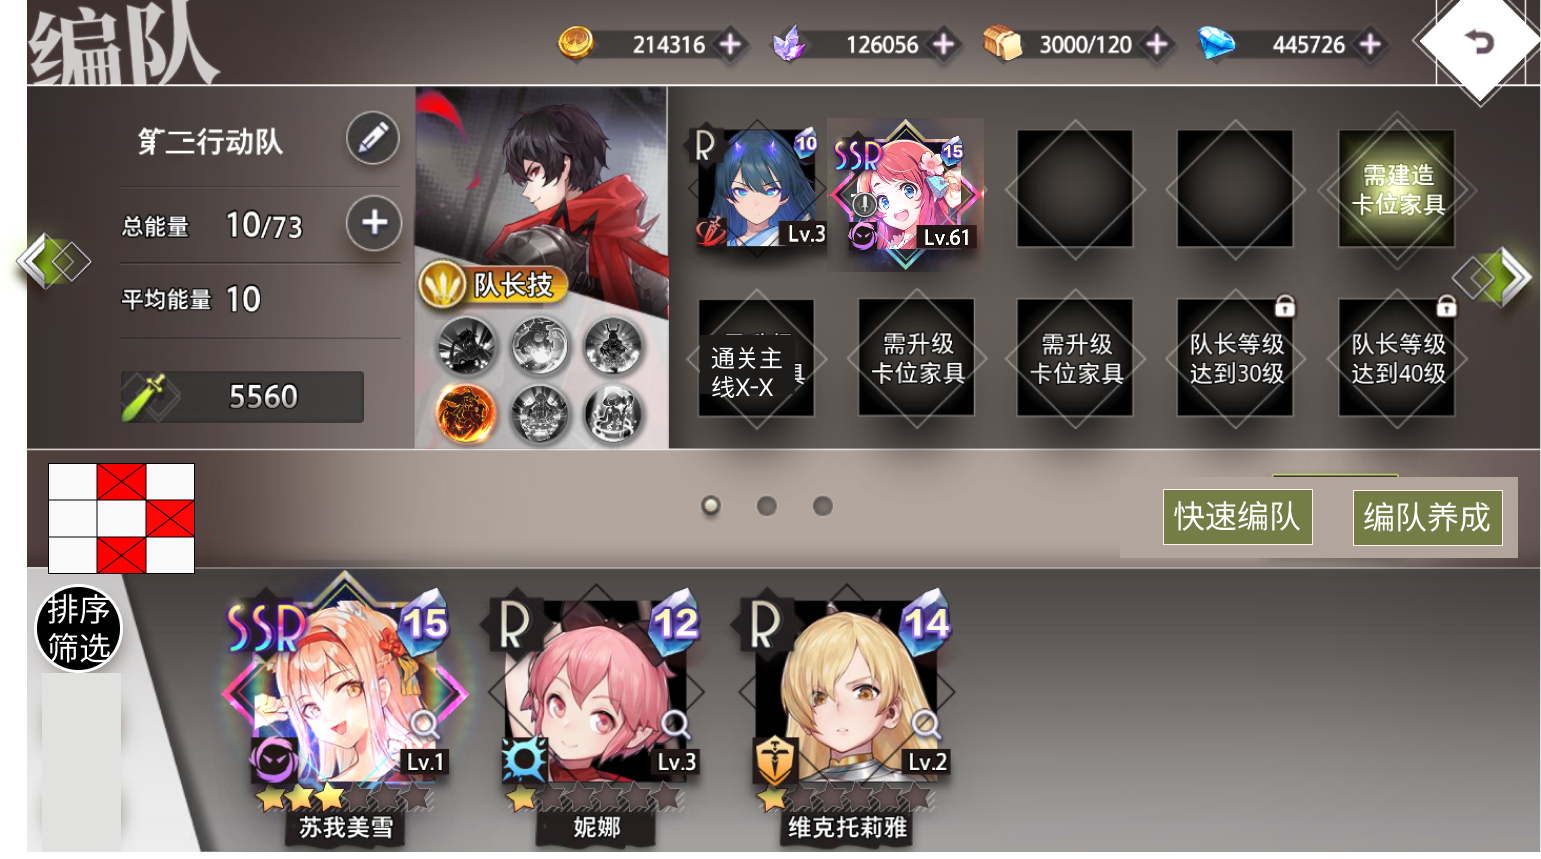 编队
214316
126056
3000/120
445726
第二行动队
总能量 10/73
平均能量 10
5560
队长技
R
10
Lv.3
SSR
15
Lv.61
需建造
卡位家具
通关主
线X-X
需升级
卡位家具
需升级
卡位家具
队长等级
达到30级
队长等级
达到40级
快速编队
编队养成
排序
筛选
SSR
15
Lv.1
苏我美雪
R
12
Lv.3
妮娜
R
14
Lv.2
维克托莉雅